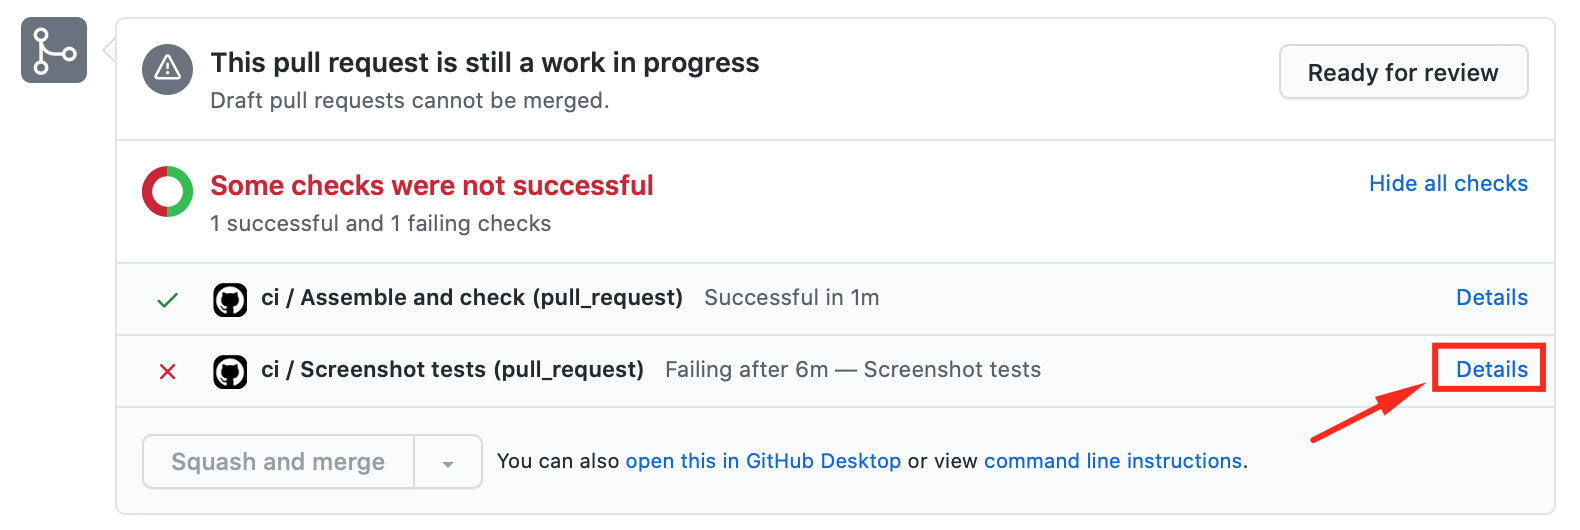 This pull request is still a work in progress
Draft pull requests cannot be merged.
Ready for review
Some checks were not successful
1 successful and 1 failing checks
Hide all checks
ci / Assemble and check (pull_request) Successful in 1m Details
ci / Screenshot tests (pull_request) Failing after 6m — Screenshot tests Details
Squash and merge You can also open this in GitHub Desktop or view command line instructions.